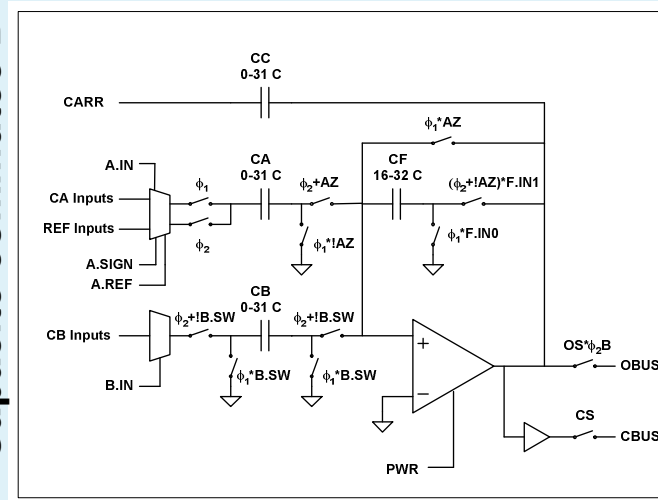 CC
0-31 C
CARR
ϕ1*AZ
A.IN
CA
0-31 C
CF
16-32 C
ϕ1
ϕ2+AZ
(ϕ2+!AZ)*F.IN1
CA Inputs
REF Inputs
ϕ2
ϕ1*!AZ
ϕ1*F.IN0
A.SIGN
A.REF
CB
0-31 C
ϕ2+!B.SW
ϕ2+!B.SW
CB Inputs
+
OS*ϕ2B
ϕ1*B.SW
ϕ1*B.SW
OBUS
B.IN
−
CS
CBUS
PWR